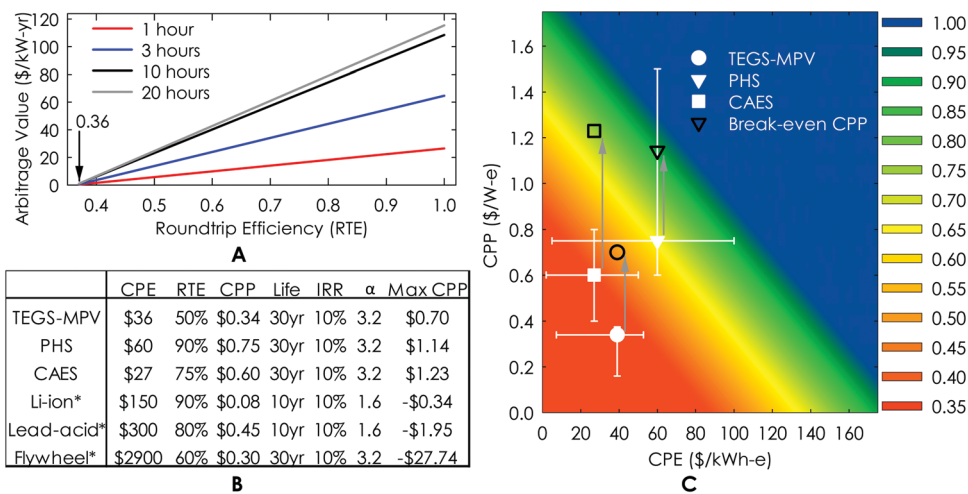 Arbitrage Value ($/kW-yr)
120
100
80
60
40
20
0
1 hour
3 hours
10 hours
20 hours
0.36
0.4 0.5 0.6 0.7 0.8 0.9 1.0
Roundtrip Efficiency (RTE)
A
CPE RTE CPP Life IRR α Max CPP
TEGS-MPV $36 50% $0.34 30yr 10% 3.2 $0.70
PHS $60 90% $0.75 30yr 10% 3.2 $1.14
CAES $27 75% $0.60 30yr 10% 3.2 $1.23
Li-ion* $150 90% $0.08 10yr 10% 1.6 -$0.34
Lead-acid* $300 80% $0.45 10yr 10% 1.6 -$1.95
Flywheel* $2900 60% $0.30 30yr 10% 3.2 -$27.74
B
CPP ($/W-e)
1.6
1.4
1.2
1.0
0.8
0.6
0.4
0.2
0.0
TEGS-MPV
PHS
CAES
Break-even CPP
0 20 40 60 80 100 120 140 160
CPE ($/kWh-e)
C
1.00
0.95
0.90
0.85
0.80
0.75
0.70
0.65
0.60
0.55
0.50
0.45
0.40
0.35